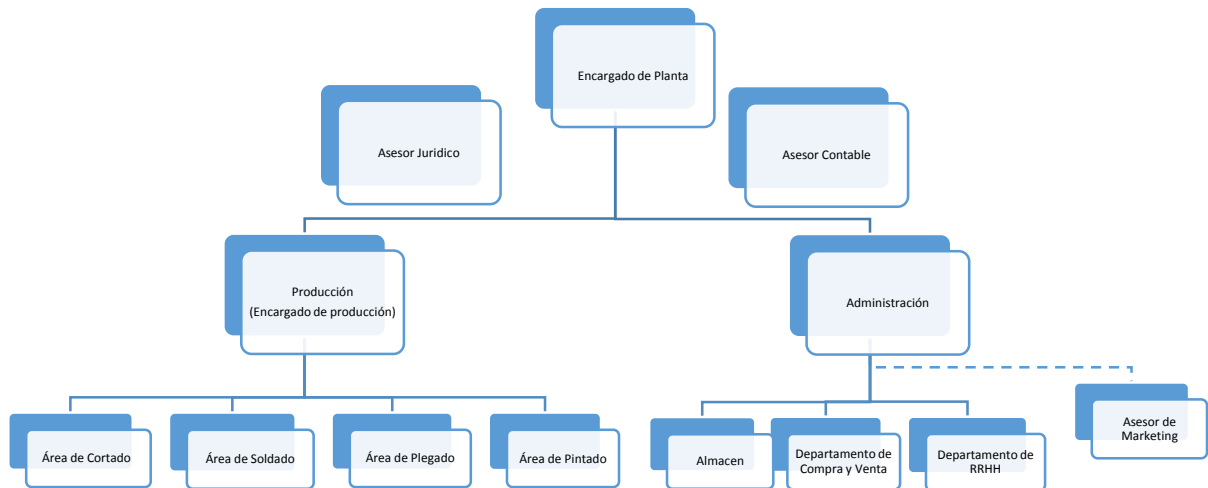 Encargado de Planta
Asesor Juridico
Asesor Contable
Producción
(Encargado de producción)
Administración
Área de Cortado
Área de Soldado
Área de Plegado
Área de Pintado
Almacen
Departamento de
Compra y Venta
Departamento de
RRHH
Asesor de
Marketing